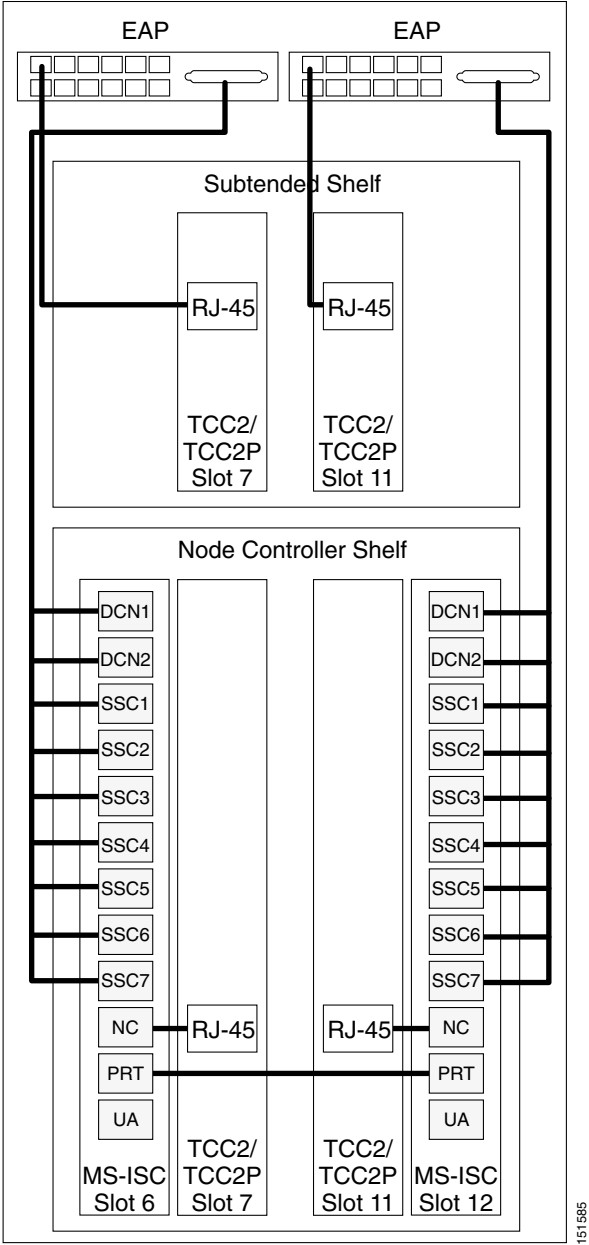 EAP
EAP
Subtended Shelf
RJ-45
RJ-45
TCC2/
TCC2P
Slot 7
TCC2/
TCC2P
Slot 11
Node Controller Shelf
DCN1
DCN2
SSC1
SSC2
SSC3
SSC4
SSC5
SSC6
SSC7
NC
PRT
UA
MS-ISC
Slot 6
RJ-45
TCC2/
TCC2P
Slot 7
RJ-45
TCC2/
TCC2P
Slot 11
DCN1
DCN2
SSC1
SSC2
SSC3
SSC4
SSC5
SSC6
SSC7
NC
PRT
UA
MS-ISC
Slot 12
151585